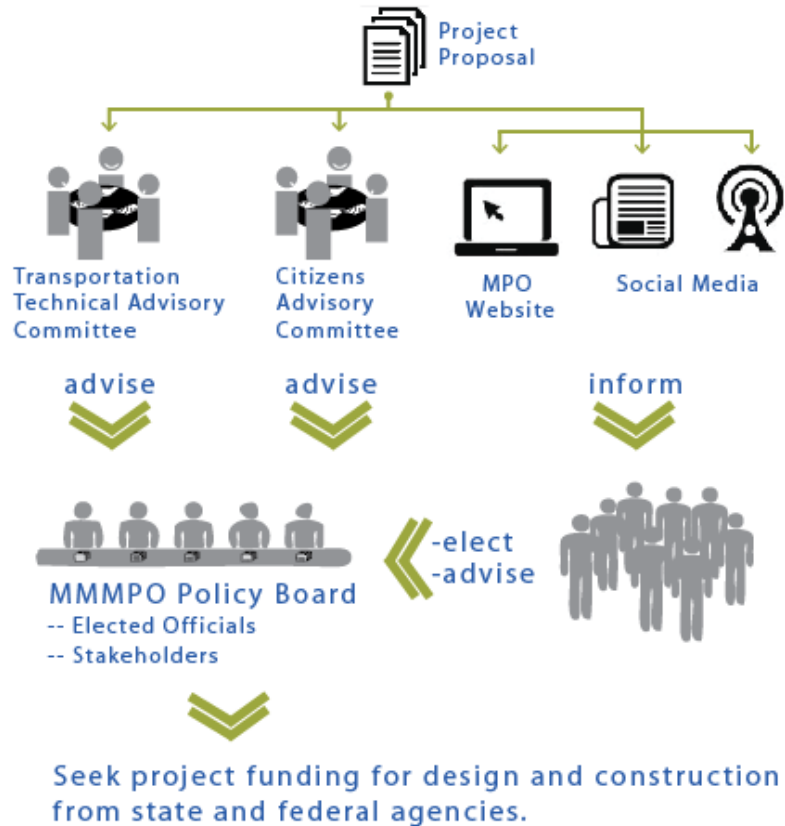 Project
Proposal
Transportation
Technical Advisory
Committee
Citizens
Advisory
Committee
MPO
Website
Social Media
advise
advise
inform
-elect
-advise
MMMPO Policy Board
-- Elected Officials
-- Stakeholders
Seek project funding for design and construction
from state and federal agencies.